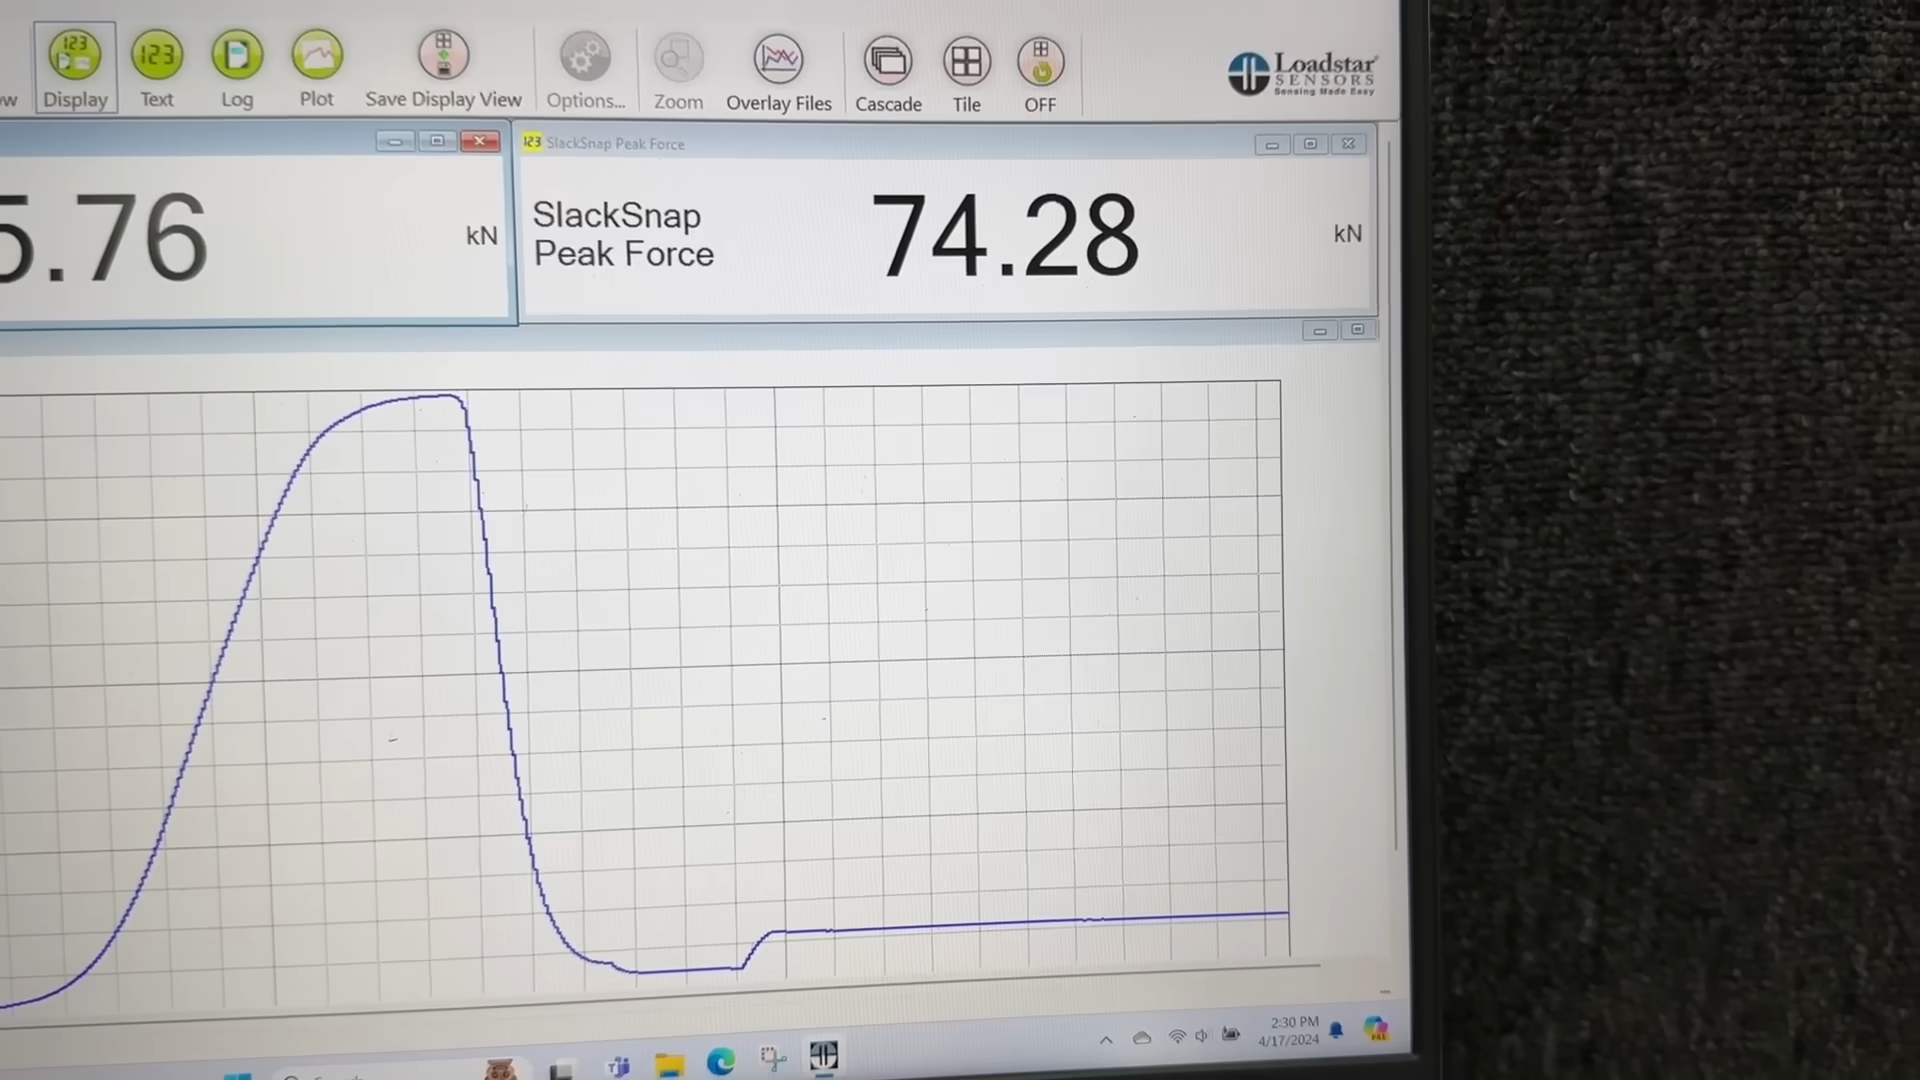 Display
Text
Log
Plot
Save Display View
Options...
Zoom
Overlay Files
Cascade
Tile
OFF
Loadstar
SENSORS
Sensing Made Easy
123 SlackSnap Peak Force
5.76 kN
SlackSnap
Peak Force
74.28 kN
2:30 PM
4/17/2024